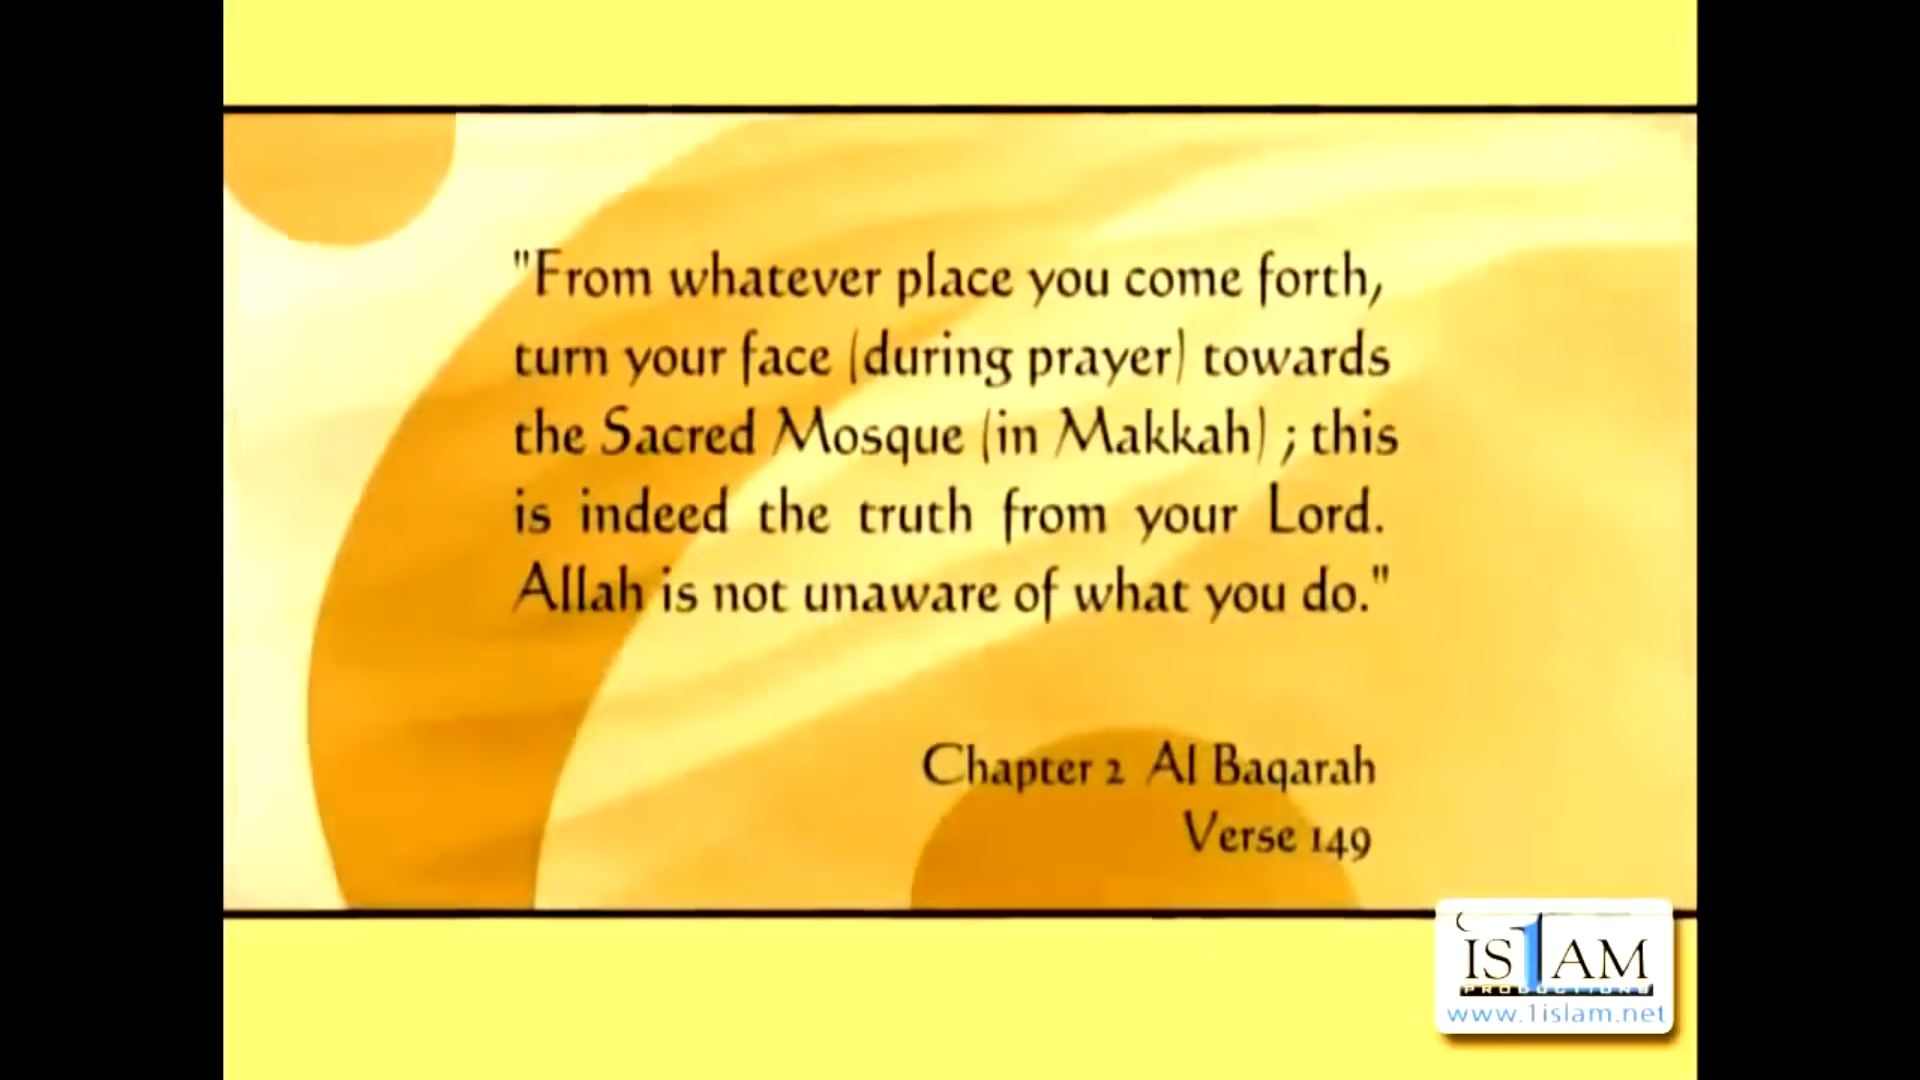 "From whatever place you come forth,
turn your face (during prayer) towards
the Sacred Mosque (in Makkah) ; this
is indeed the truth from your Lord.
Allah is not unaware of what you do."
Chapter 2 Al Baqarah
Verse 149
IS1AM
PRODUCTIONS
www.1islam.net